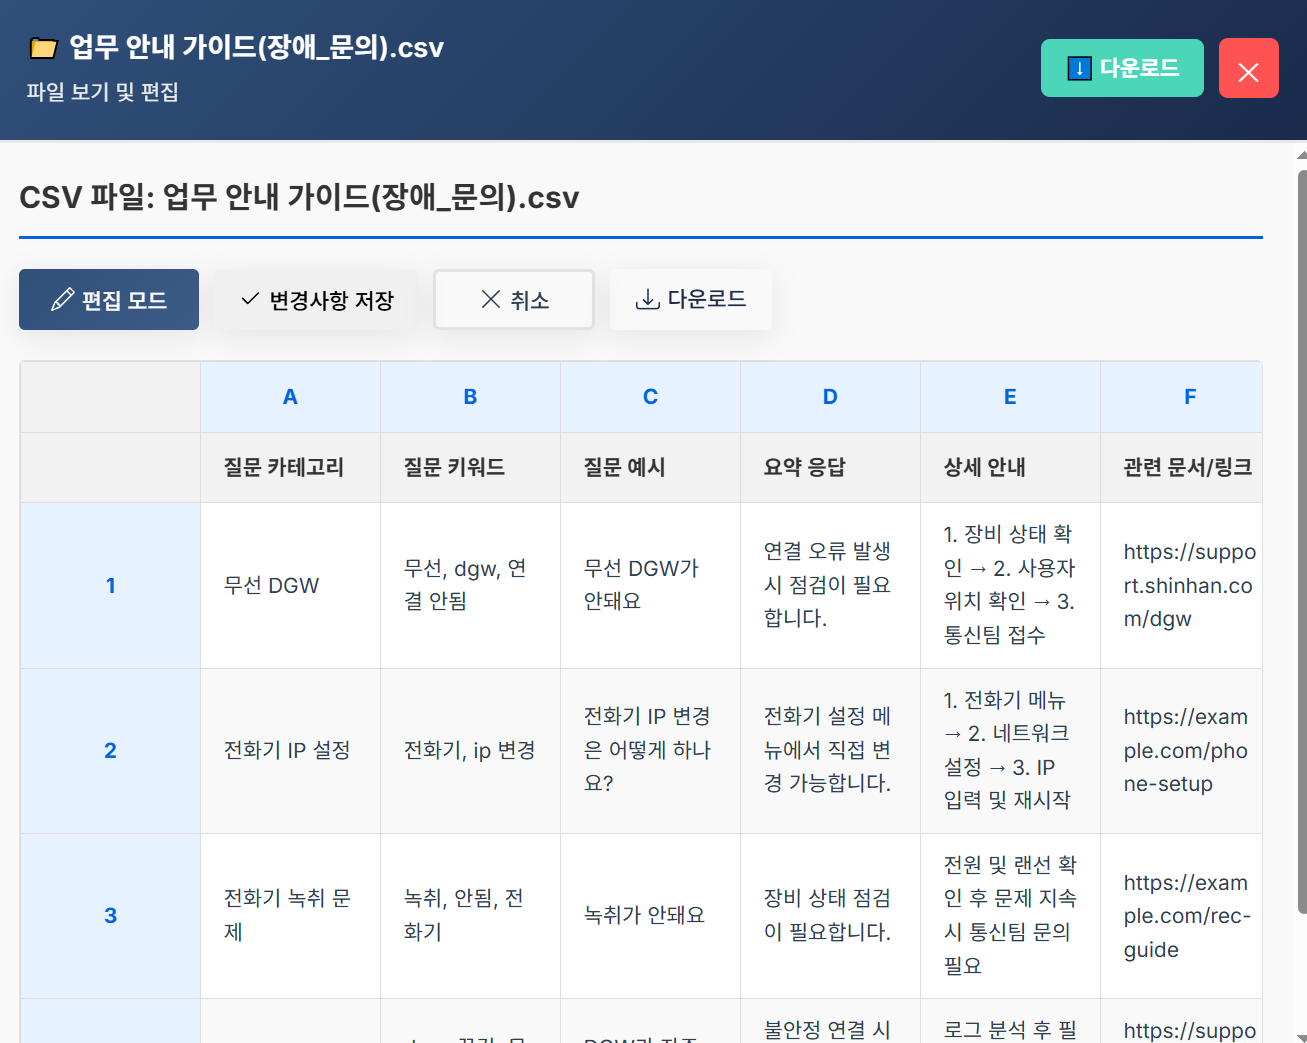 업무 안내 가이드(장애_문의).csv
파일 보기 및 편집
다운로드
CSV 파일: 업무 안내 가이드(장애_문의).csv
편집 모드
변경사항 저장
취소
다운로드
A
B
C
D
E
F
질문 카테고리
질문 키워드
질문 예시
요약 응답
상세 안내
관련 문서/링크
1
무선 DGW
무선, dgw, 연
결 안됨
무선 DGW가
안돼요
연결 오류 발생
시 점검이 필요
합니다.
1. 장비 상태 확
인 → 2. 사용자
위치 확인 → 3.
통신팀 접수
https://suppo
rt.shinhan.co
m/dgw
2
전화기 IP 설정
전화기, ip 변경
전화기 IP 변경
은 어떻게 하나
요?
전화기 설정 메
뉴에서 직접 변
경 가능합니다.
1. 전화기 메뉴
→ 2. 네트워크
설정 → 3. IP
입력 및 재시작
https://exam
ple.com/pho
ne-setup
3
전화기 녹취 문
제
녹취, 안됨, 전
화기
녹취가 안돼요
장비 상태 점검
이 필요합니다.
전원 및 랜선 확
인 후 문제 지속
시 통신팀 문의
필요
https://exam
ple.com/rec-
guide
불안정 연결 시
로그 분석 후 필
https://suppo